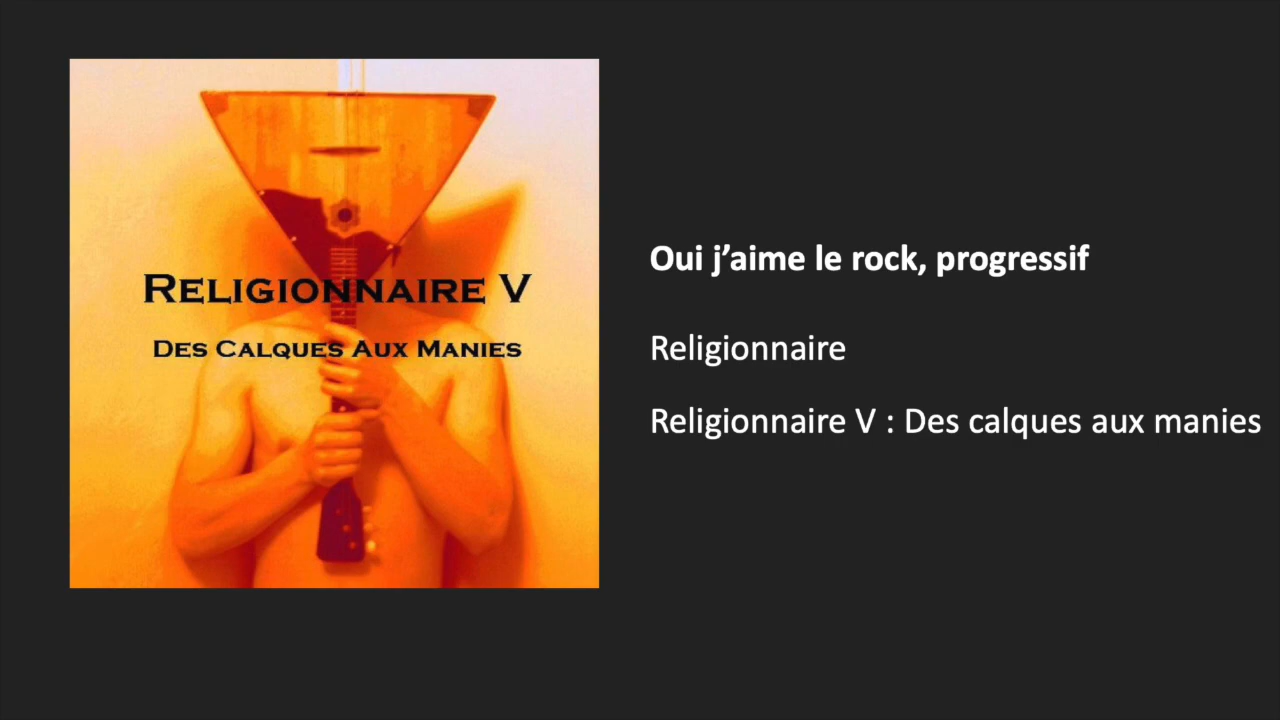 Religionnaire V
Des Calques Aux Manies
Oui j’aime le rock, progressif
Religionnaire
Religionnaire V : Des calques aux manies